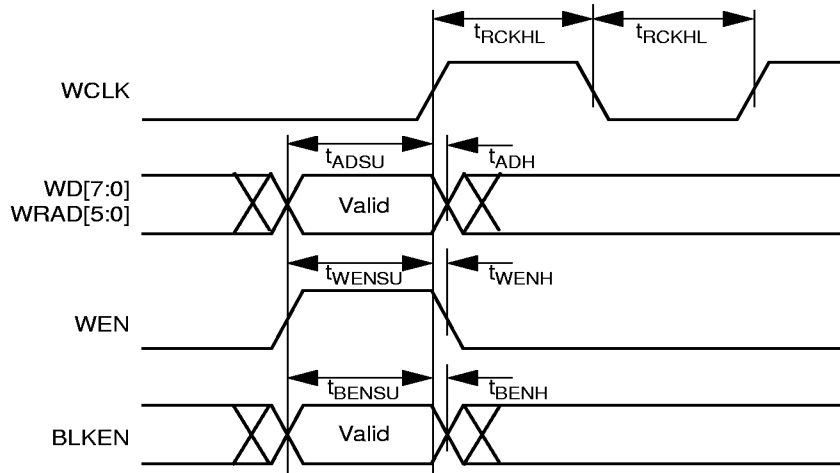 tRCKHL tRCKHL
WCLK
tADSU tADH
WD[7:0]
WRAD[5:0]
Valid
tWENSU tWENH
WEN
tBENSU tBENH
BLKEN
Valid